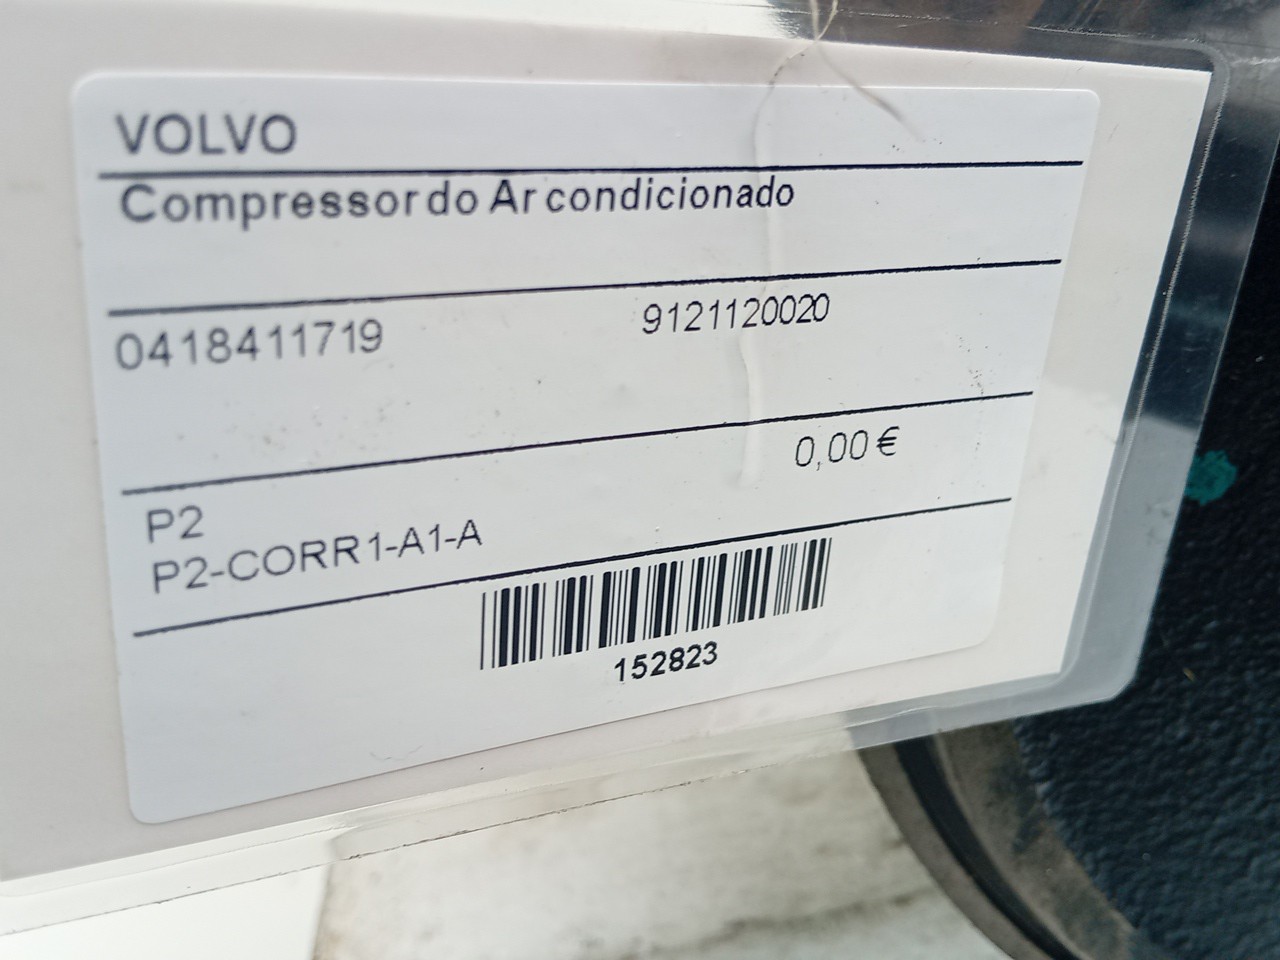 VOLVO
Compressor do Ar condicionado
0418411719 9121120020
0,00 €
P2
P2-CORR1-A1-A
152823